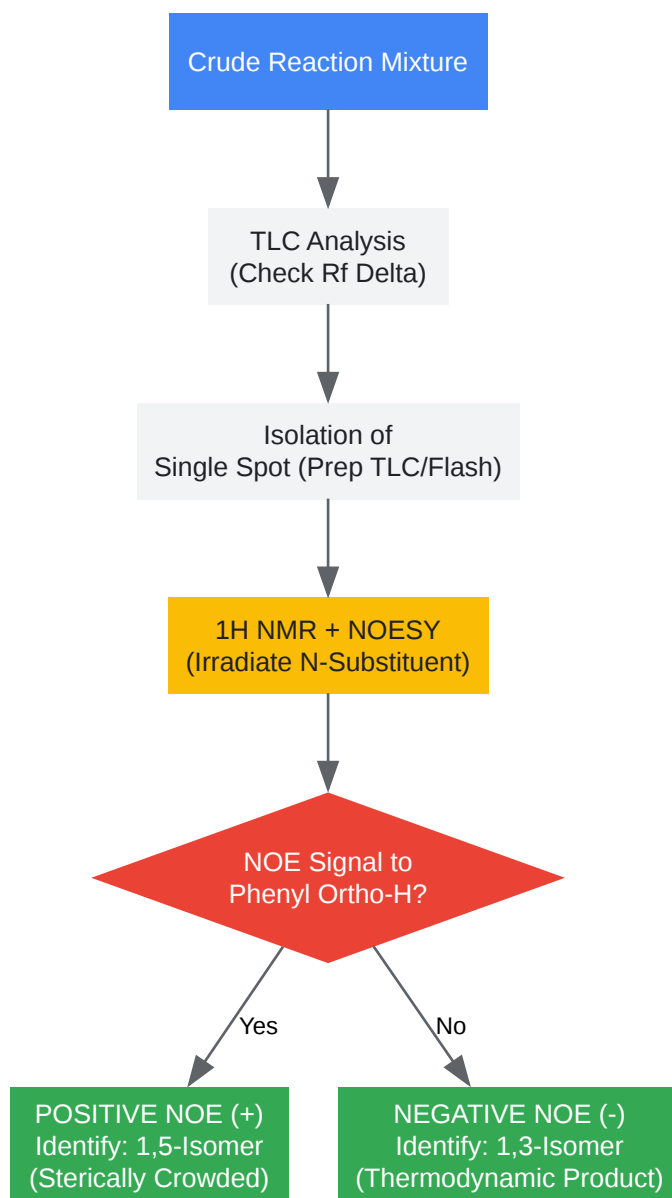 Crude Reaction Mixture
TLC Analysis
(Check Rf Delta)
Isolation of
Single Spot (Prep TLC/Flash)
1H NMR + NOESY
(Irradiate N-Substituent)
NOE Signal to
Phenyl Ortho-H?
Yes
No
POSITIVE NOE (+)
Identify: 1,5-Isomer
(Sterically Crowded)
NEGATIVE NOE (-)
Identify: 1,3-Isomer
(Thermodynamic Product)